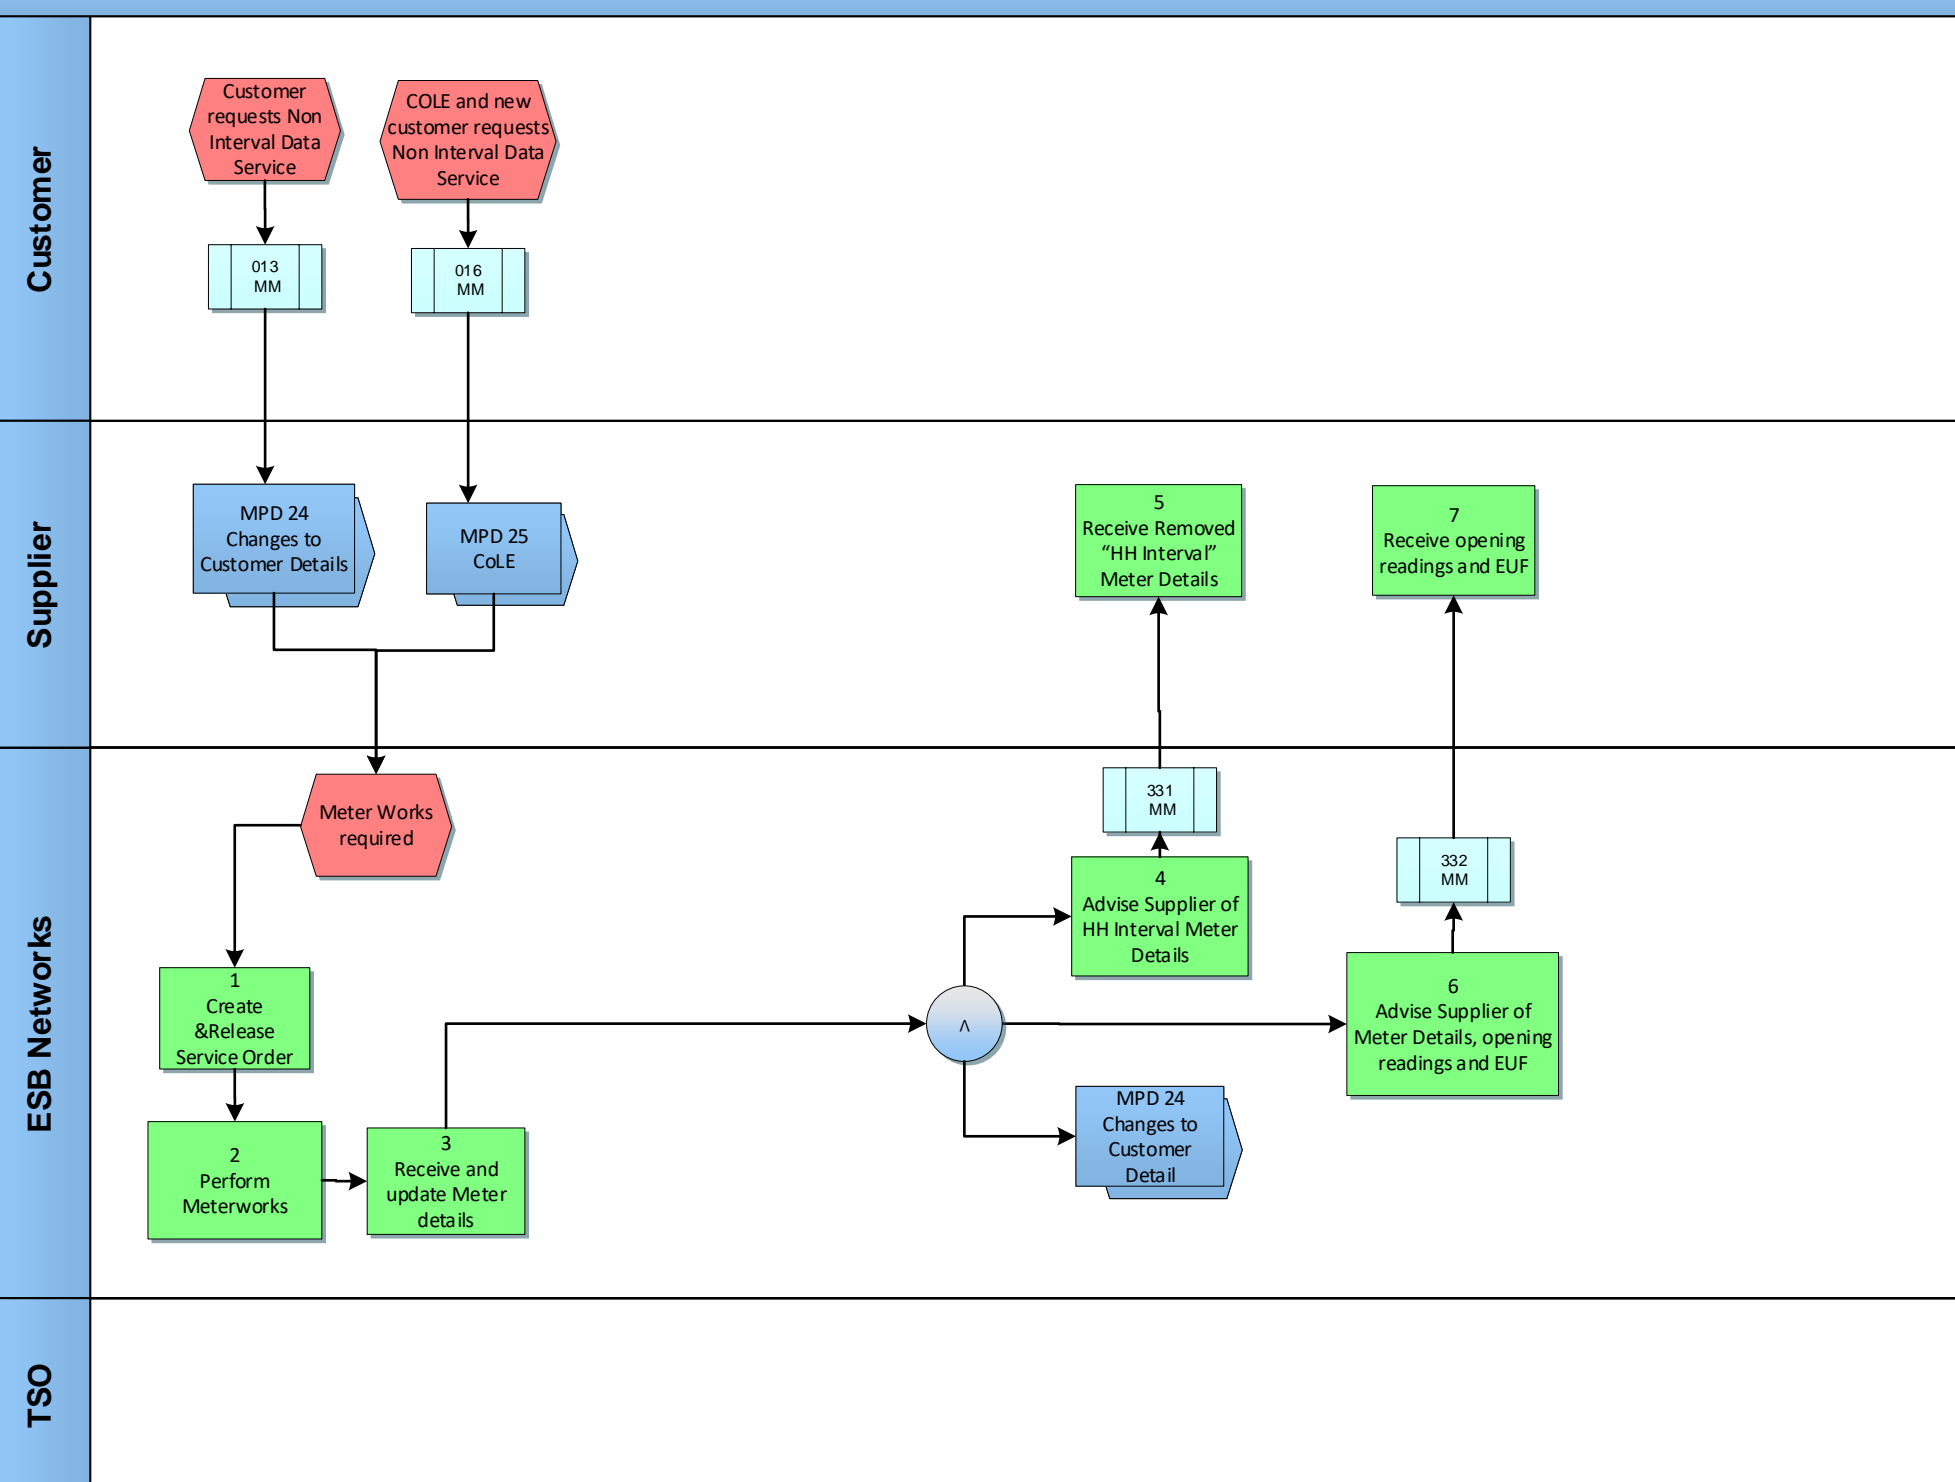 Customer
Customer
requests Non
Interval Data
Service
COLE and new
customer requests
Non Interval Data
Service
013
MM
016
MM
Supplier
MPD 24
Changes to
Customer Details
MPD 25
CoLE
5
Receive Removed
“HH Interval”
Meter Details
7
Receive opening
readings and EUF
ESB Networks
Meter Works
required
331
MM
332
MM
4
Advise Supplier of
HH Interval Meter
Details
1
Create
&Release
Service Order
6
Advise Supplier of
Meter Details, opening
readings and EUF
∧
MPD 24
Changes to
Customer
Detail
2
Perform
Meterworks
3
Receive and
update Meter
details
TSO